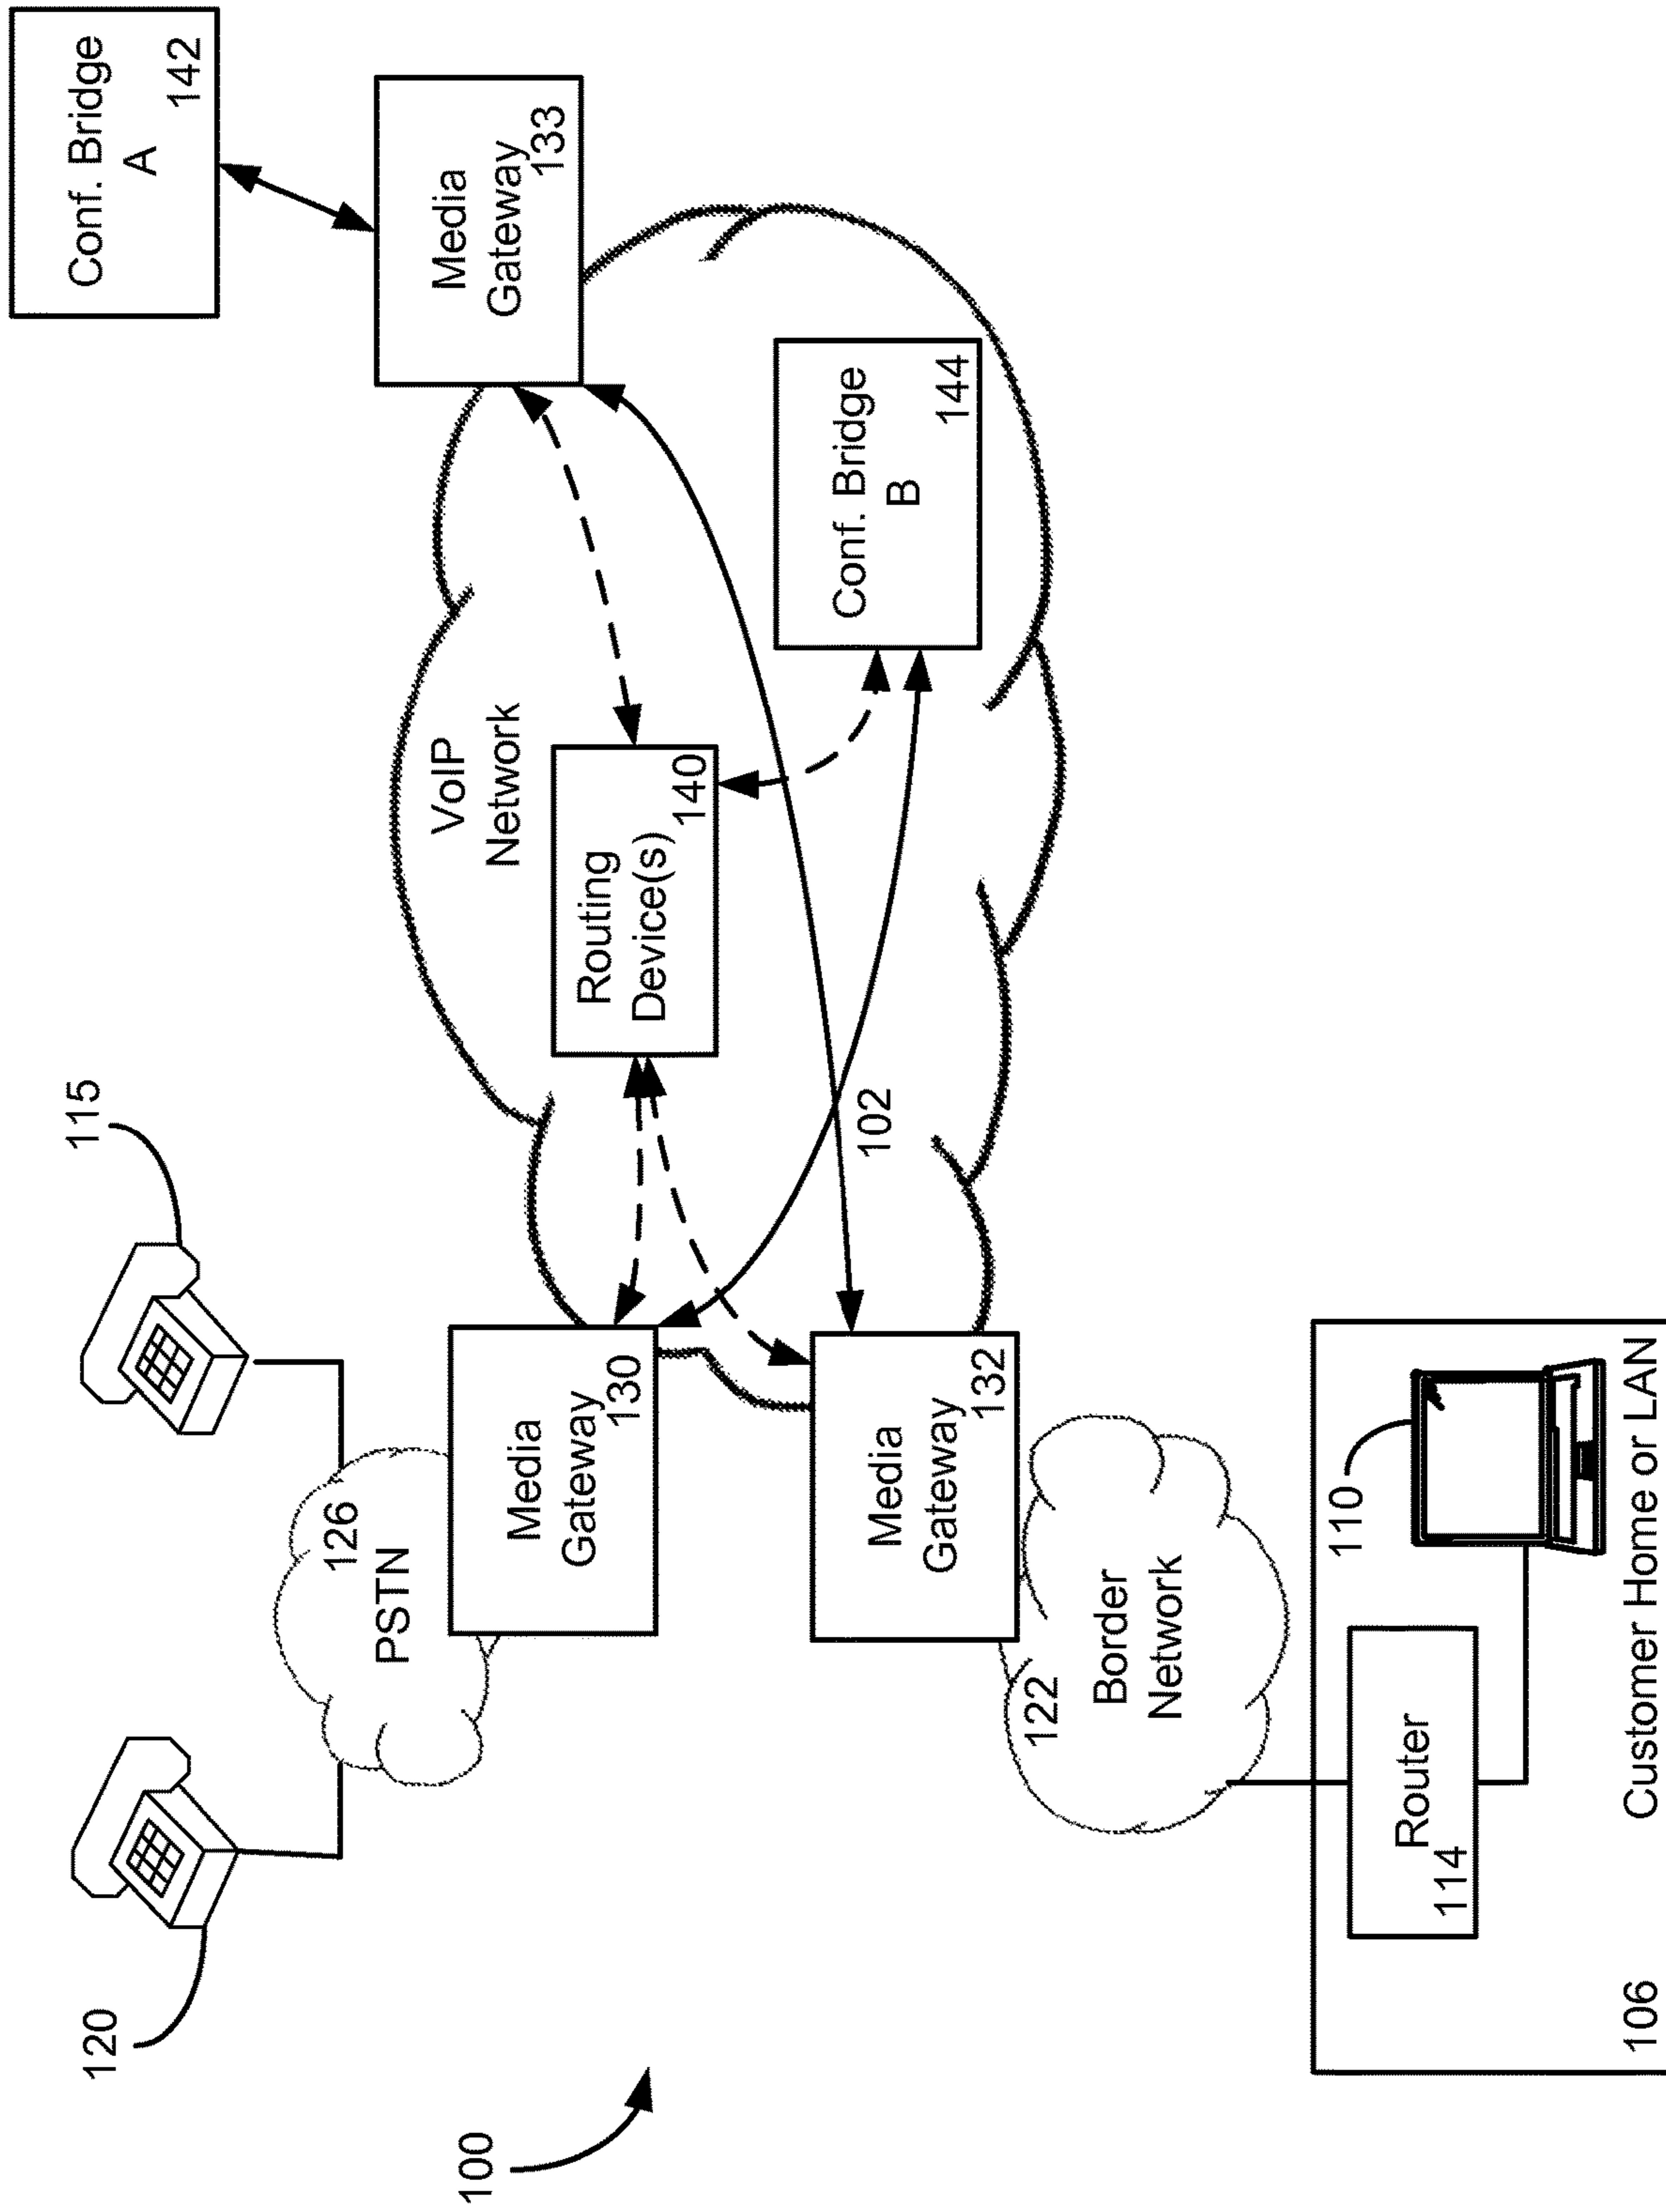 100
120
115
126
PSTN
Media
Gateway
130
VoIP
Network
Routing
Device(s)
140
Media
Gateway
133
Conf. Bridge
A
142
Conf. Bridge
B
144
102
Media
Gateway
132
122
Border
Network
110
Router
114
106
Customer Home or LAN